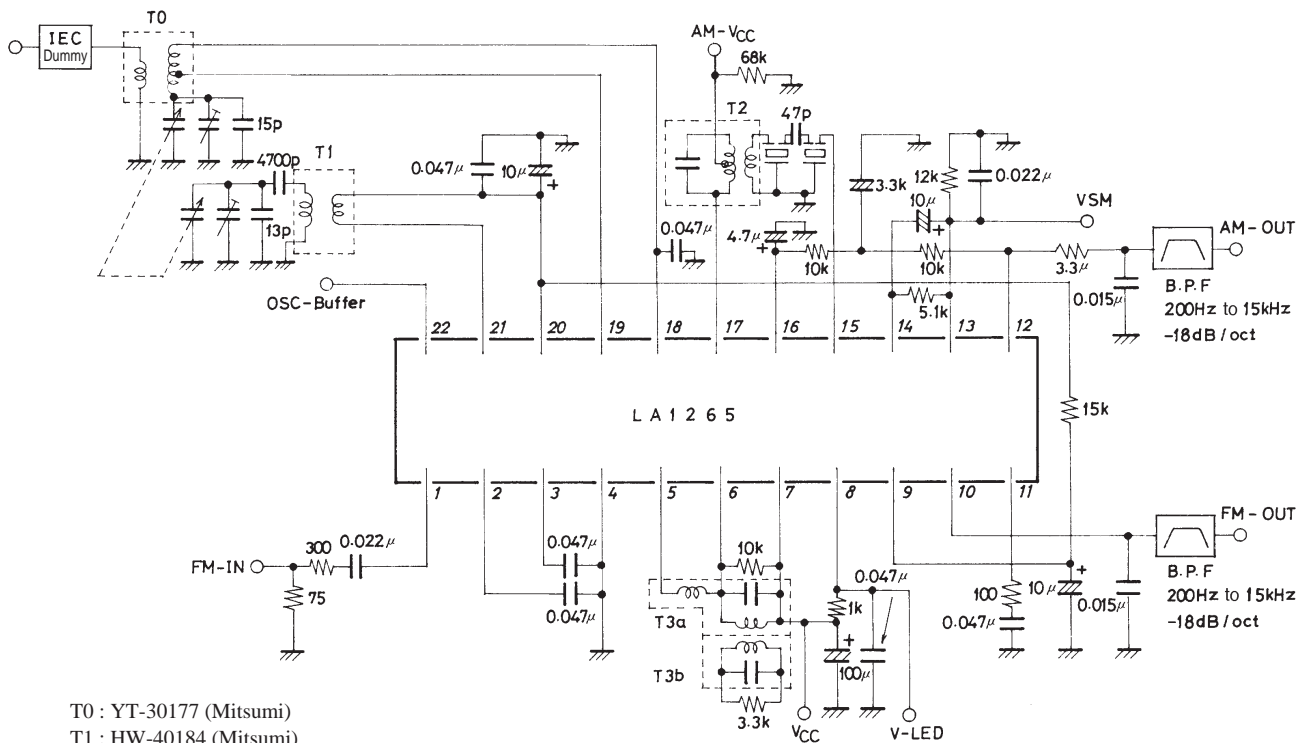 T0
IEC
Dummy
15p
4700p
T1
13p
0.047μ
10μ
+
OSC-Buffer
AM-VCC
68k
T2
47p
0.047μ
4.7μ
+
10k
3.3k
10k
12k
10μ
+
0.022μ
5.1k
VSM
3.3μ
0.015μ
AM-OUT
B.P.F
200Hz to 15kHz
-18dB/oct
22 21 20 19 18 17 16 15 14 13 12
LA1265
15k
1 2 3 4 5 6 7 8 9 10 11
FM-IN
300
0.022μ
75
0.047μ
0.047μ
10k
T3a
T3b
3.3k
1k
0.047μ
+
100μ
VCC
V-LED
100
0.047μ
10μ
+
0.015μ
FM-OUT
B.P.F
200Hz to 15kHz
-18dB/oct
T0 : YT-30177 (Mitsumi)
T1 : HW-40184 (Mitsumi)